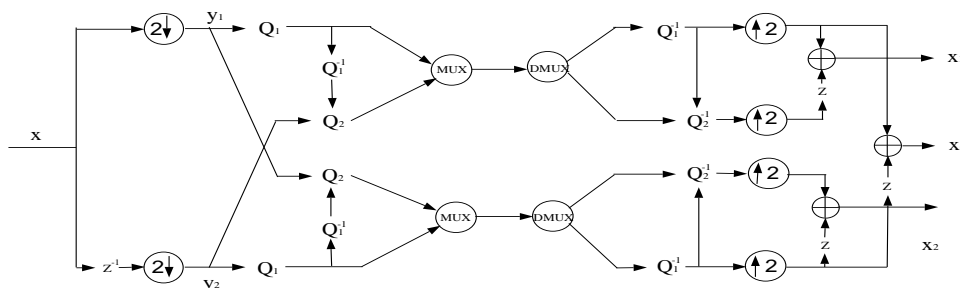 2↓ y₁ Q₁ Q₁⁻¹ ↑2
Q₁⁻¹ MUX DMUX z x
Q₂ Q₂⁻¹ ↑2
x x
Q₂ Q₂⁻¹ ↑2 z
Q₁⁻¹ MUX DMUX z x₂
z⁻¹ 2↓ y₂ Q₁ Q₁⁻¹ ↑2